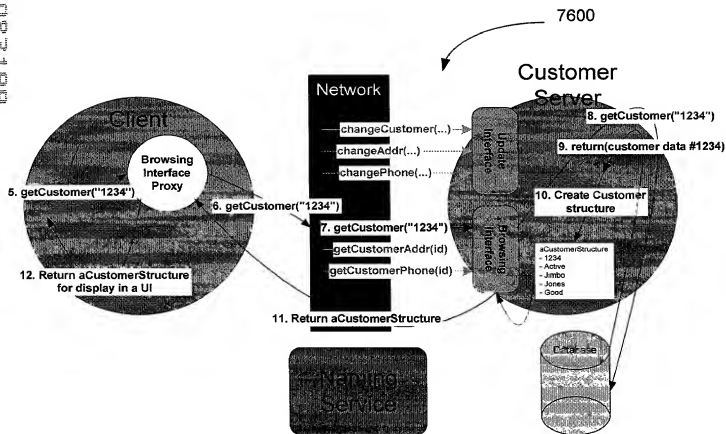 7600
Customer
Server
Network
Client
changeCustomer(...)
changeAddr(...)
changePhone(...)
Update
Interface
8. getCustomer("1234")
9. return(customer data #1234)
Browsing
Interface
Proxy
5. getCustomer("1234")
6. getCustomer("1234")
10. Create Customer
structure
7. getCustomer("1234")
getCustomerAddr(id)
getCustomerPhone(id)
Browsing
Interface
aCustomerStructure
- 1234
- Active
- Jimbo
- Jones
- Good
12. Return aCustomerStructure
for display in a UI
11. Return aCustomerStructure
Naming
Service
Database